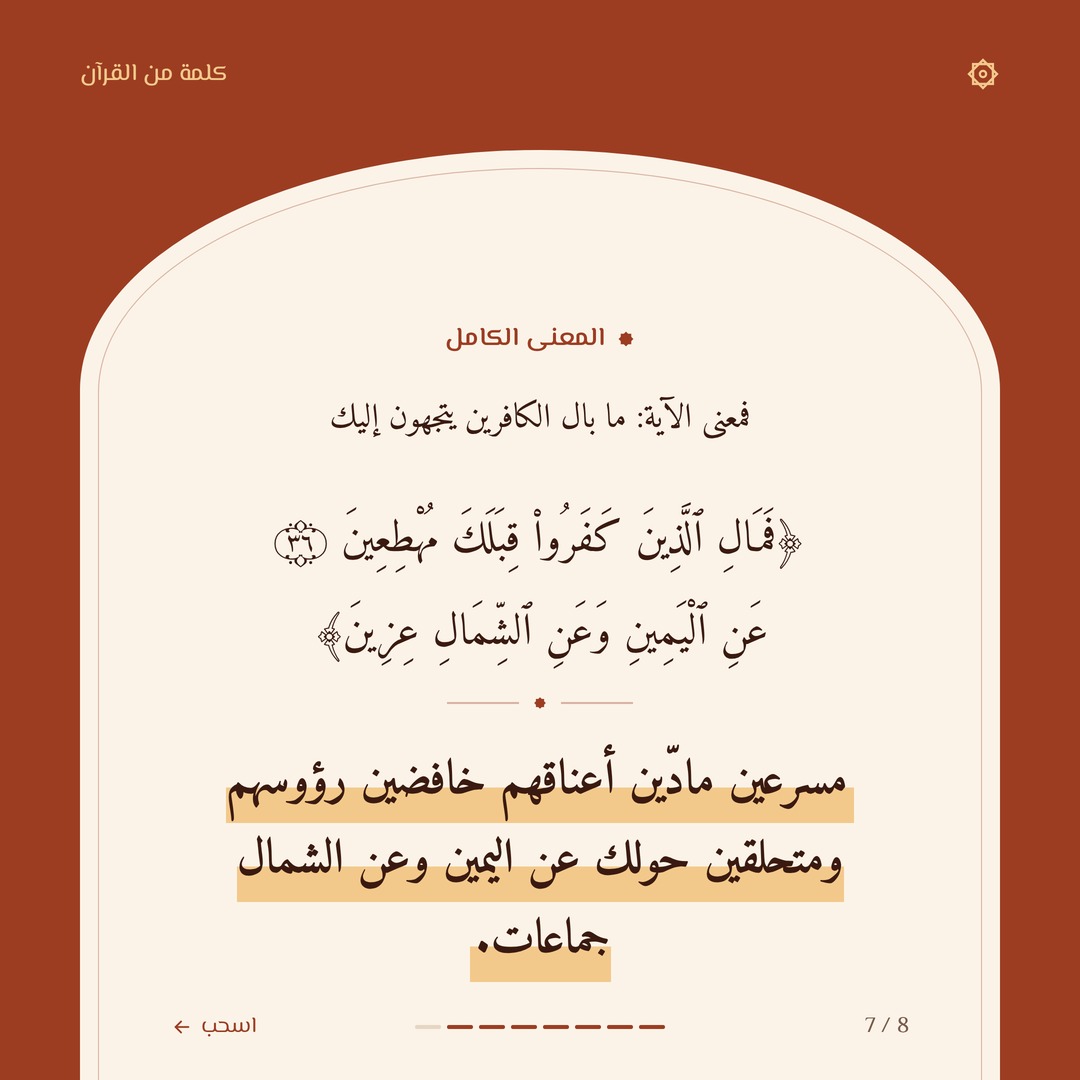 كلمة من القرآن
المعنى الكامل
فمعنى الآية: ما بال الكافرين يتجهون إليك
﴿فَمَالِ ٱلَّذِينَ كَفَرُواْ قِبَلَكَ مُهۡطِعِينَ ٣٦
عَنِ ٱلۡيَمِينِ وَعَنِ ٱلشِّمَالِ عِزِينَ﴾
مسرعين مادّين أعناقهم خافضين رؤوسهم
ومتحلقين حولك عن اليمين وعن الشمال
جماعات.
7 / 8
اسحب ←